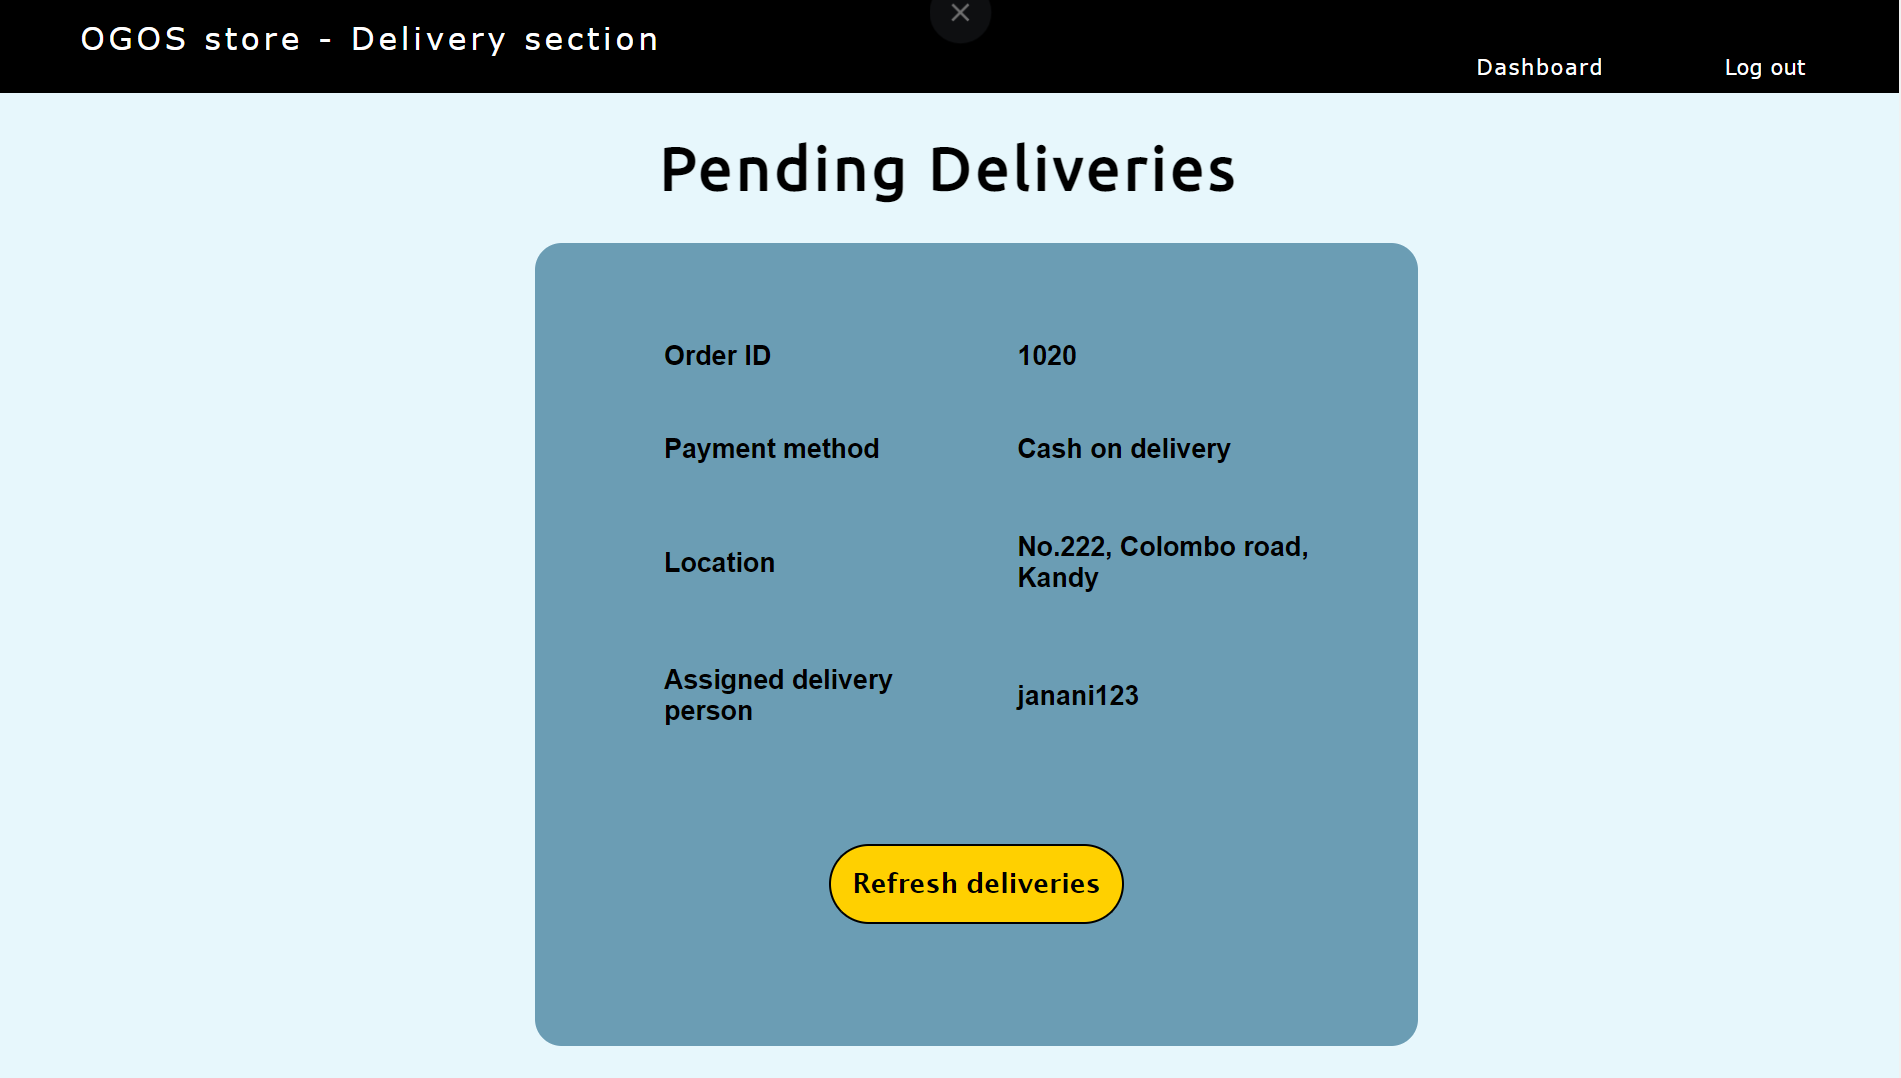 OGOS store - Delivery section
Dashboard Log out
Pending Deliveries
Order ID 1020
Payment method Cash on delivery
Location No.222, Colombo road,
Kandy
Assigned delivery
person janani123
Refresh deliveries